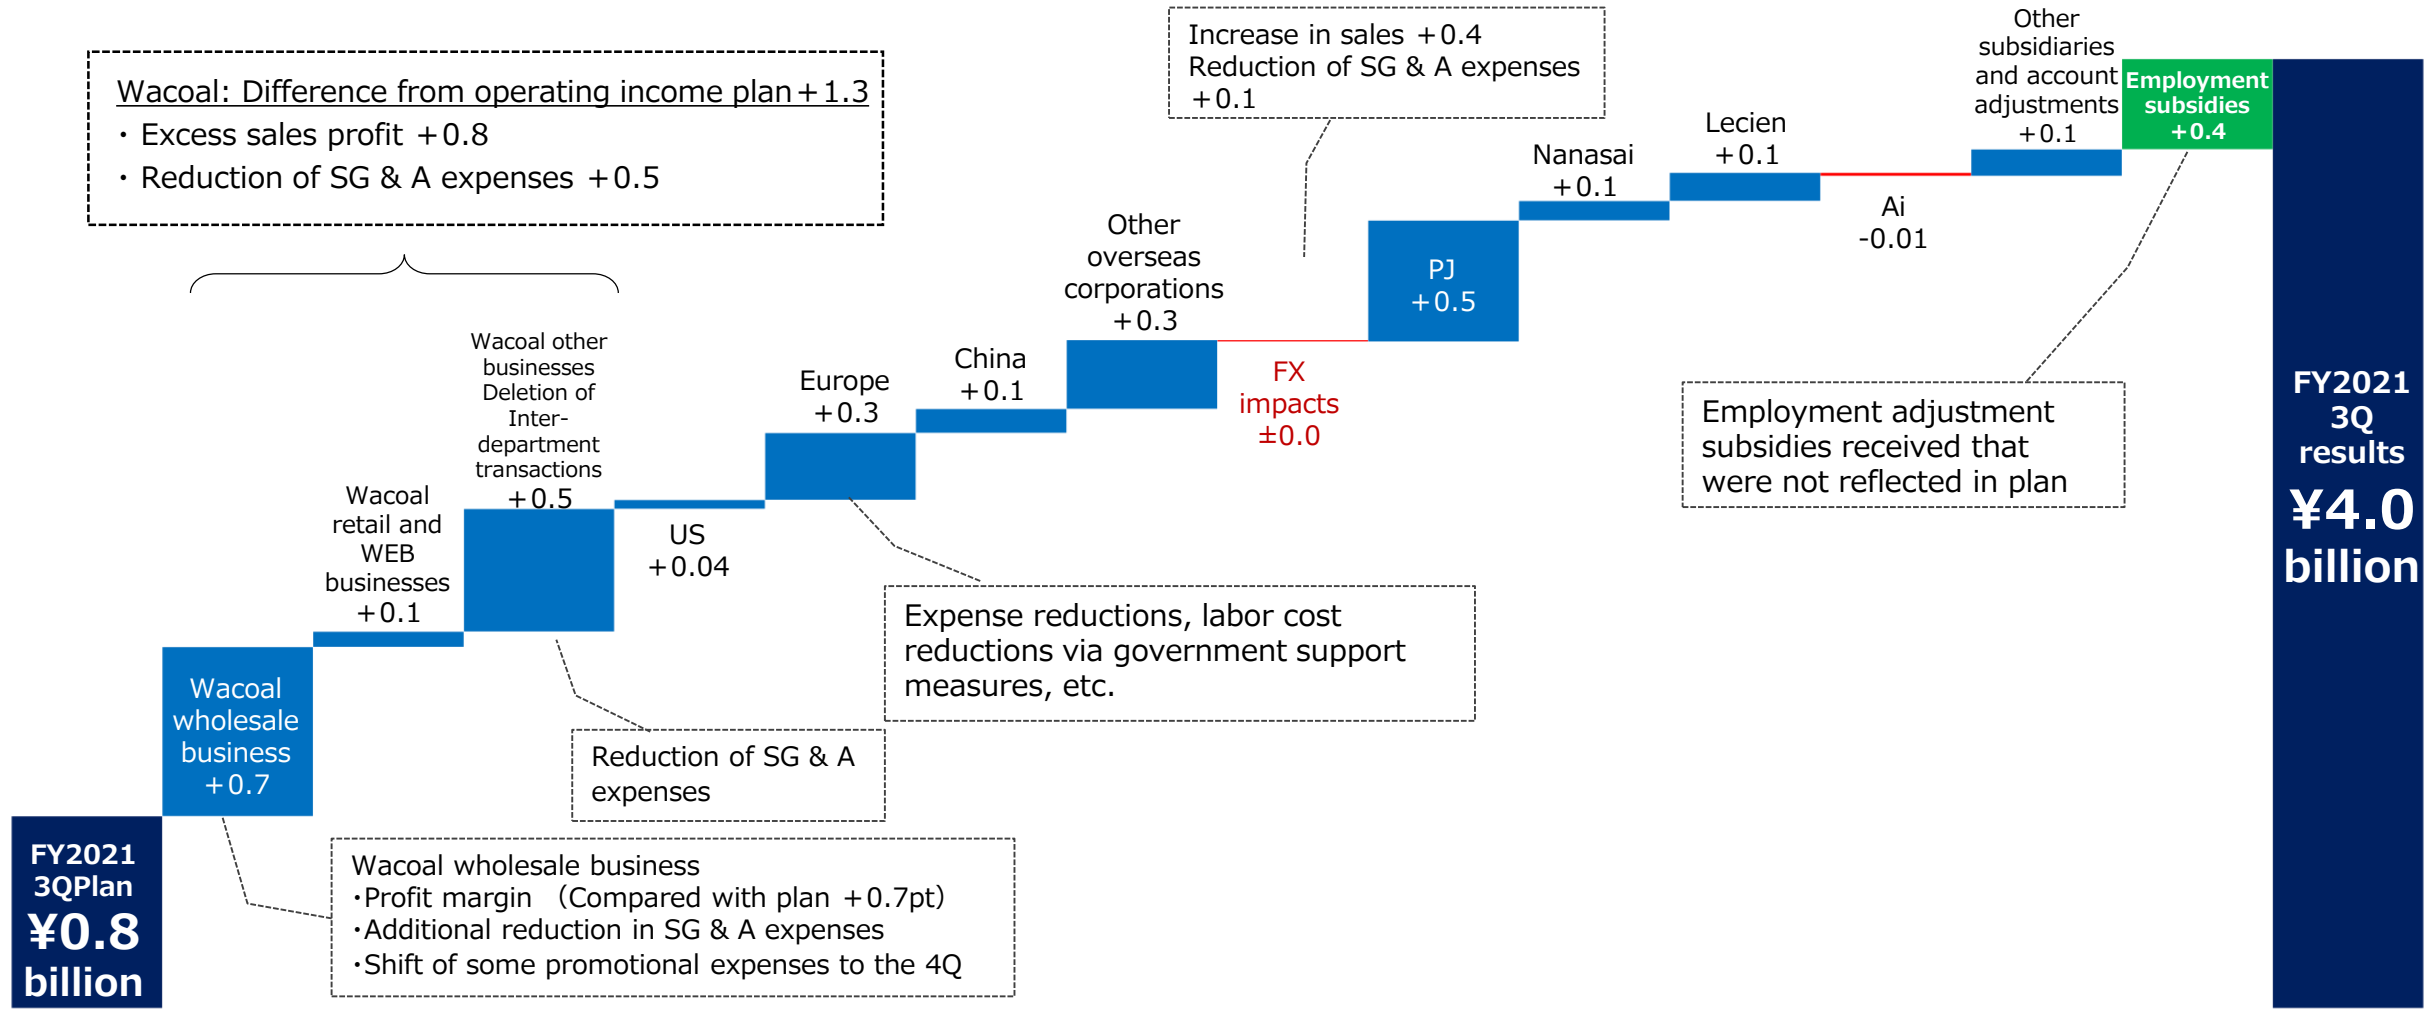 Wacoal: Difference from operating income plan+1.3
・Excess sales profit +0.8
・Reduction of SG & A expenses +0.5
Increase in sales +0.4
Reduction of SG & A expenses
+0.1
Other
subsidiaries
and account
adjustments
+0.1
Employment
subsidies
+0.4
Lecien
+0.1
Nanasai
+0.1
Ai
-0.01
Other
overseas
corporations
+0.3
PJ
+0.5
FX
impacts
±0.0
China
+0.1
Europe
+0.3
Wacoal other
businesses
Deletion of
Inter-
department
transactions
+0.5
US
+0.04
Wacoal
retail and
WEB
businesses
+0.1
Employment adjustment
subsidies received that
were not reflected in plan
FY2021
3Q
results
¥4.0
billion
Expense reductions, labor cost
reductions via government support
measures, etc.
Wacoal
wholesale
business
+0.7
Reduction of SG & A
expenses
FY2021
3QPlan
¥0.8
billion
Wacoal wholesale business
・Profit margin （Compared with plan +0.7pt）
・Additional reduction in SG & A expenses
・Shift of some promotional expenses to the 4Q